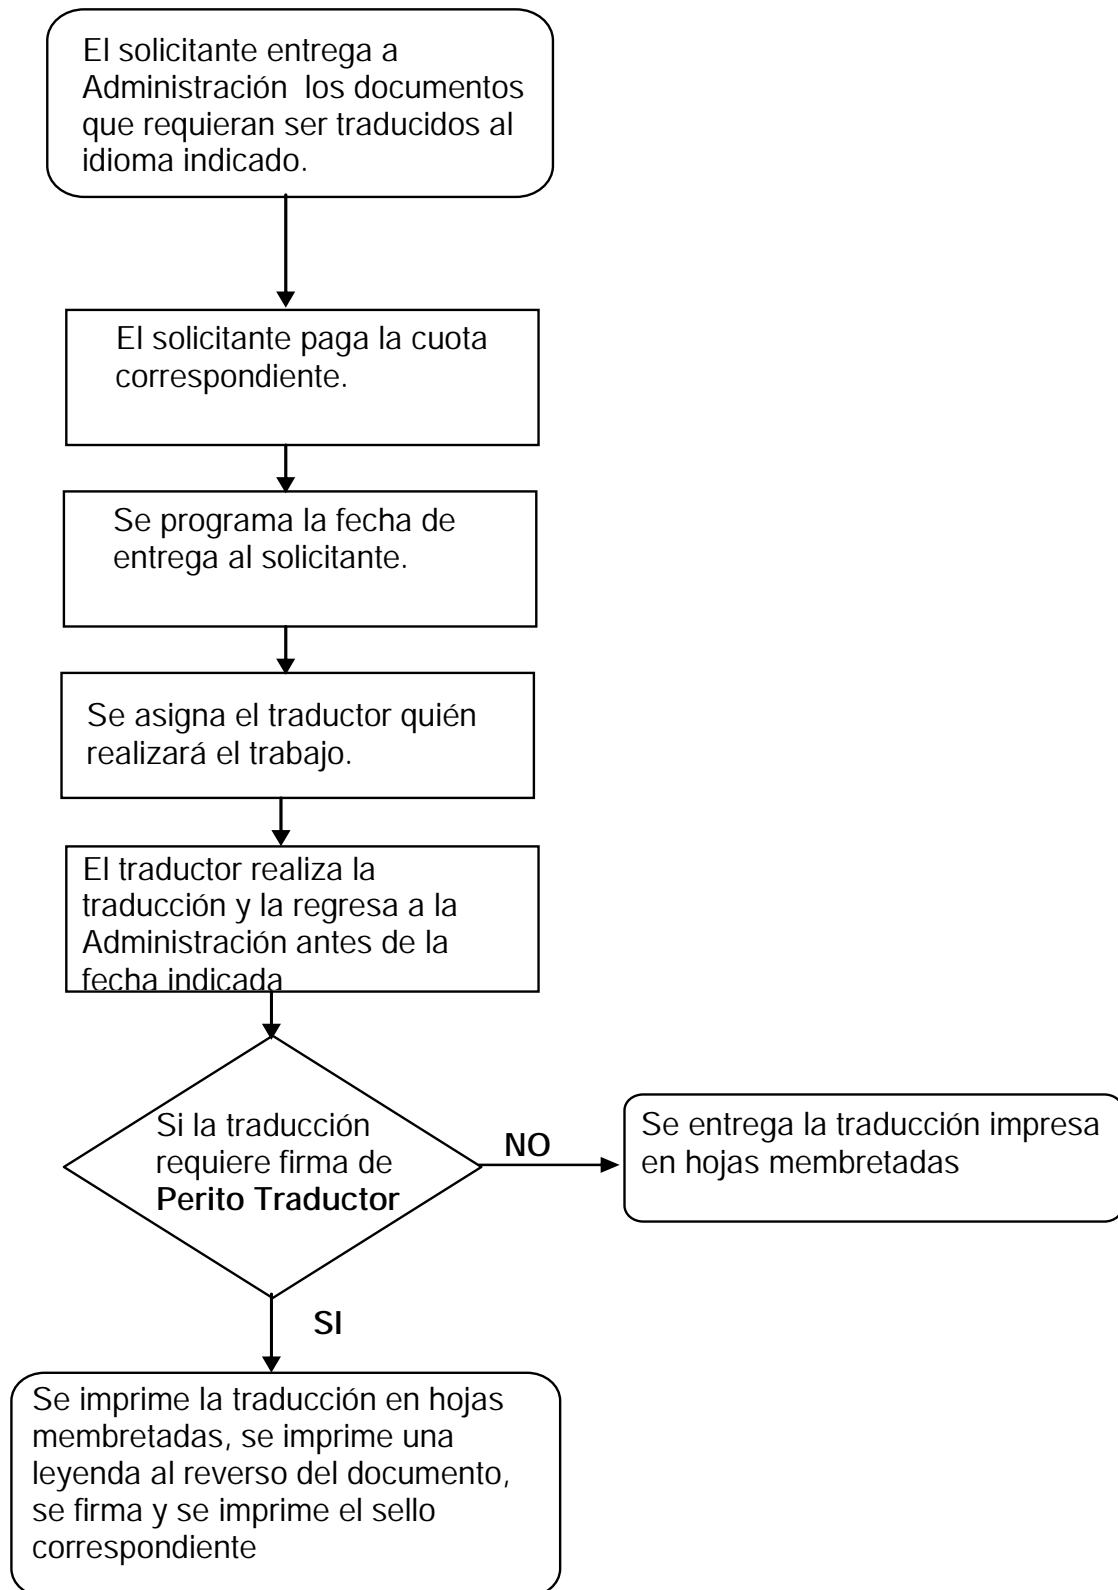 El solicitante entrega a
Administración los documentos
que requieran ser traducidos al
idioma indicado.
El solicitante paga la cuota
correspondiente.
Se programa la fecha de
entrega al solicitante.
Se asigna el traductor quién
realizará el trabajo.
El traductor realiza la
traducción y la regresa a la
Administración antes de la
fecha indicada
Si la traducción
requiere firma de
Perito Traductor
NO
Se entrega la traducción impresa
en hojas membretadas
SI
Se imprime la traducción en hojas
membretadas, se imprime una
leyenda al reverso del documento,
se firma y se imprime el sello
correspondiente